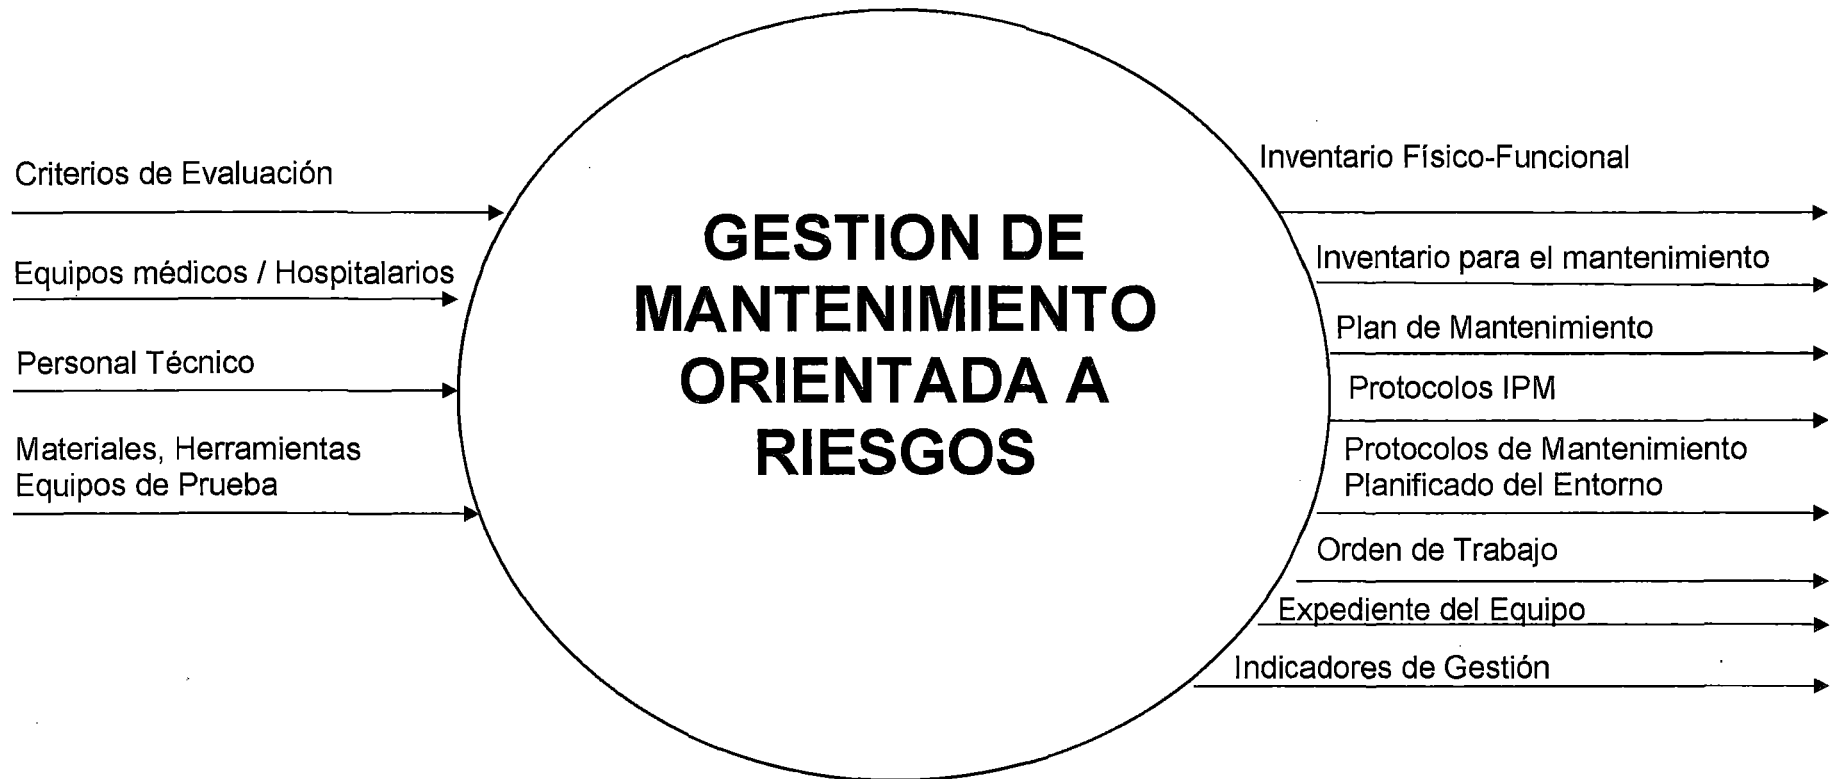 Criterios de Evaluación
Equipos médicos / Hospitalarios
Personal Técnico
Materiales, Herramientas
Equipos de Prueba
GESTION DE
MANTENIMIENTO
ORIENTADA A
RIESGOS
Inventario Físico-Funcional
Inventario para el mantenimiento
Plan de Mantenimiento
Protocolos IPM
Protocolos de Mantenimiento
Planificado del Entorno
Orden de Trabajo
Expediente del Equipo
Indicadores de Gestión